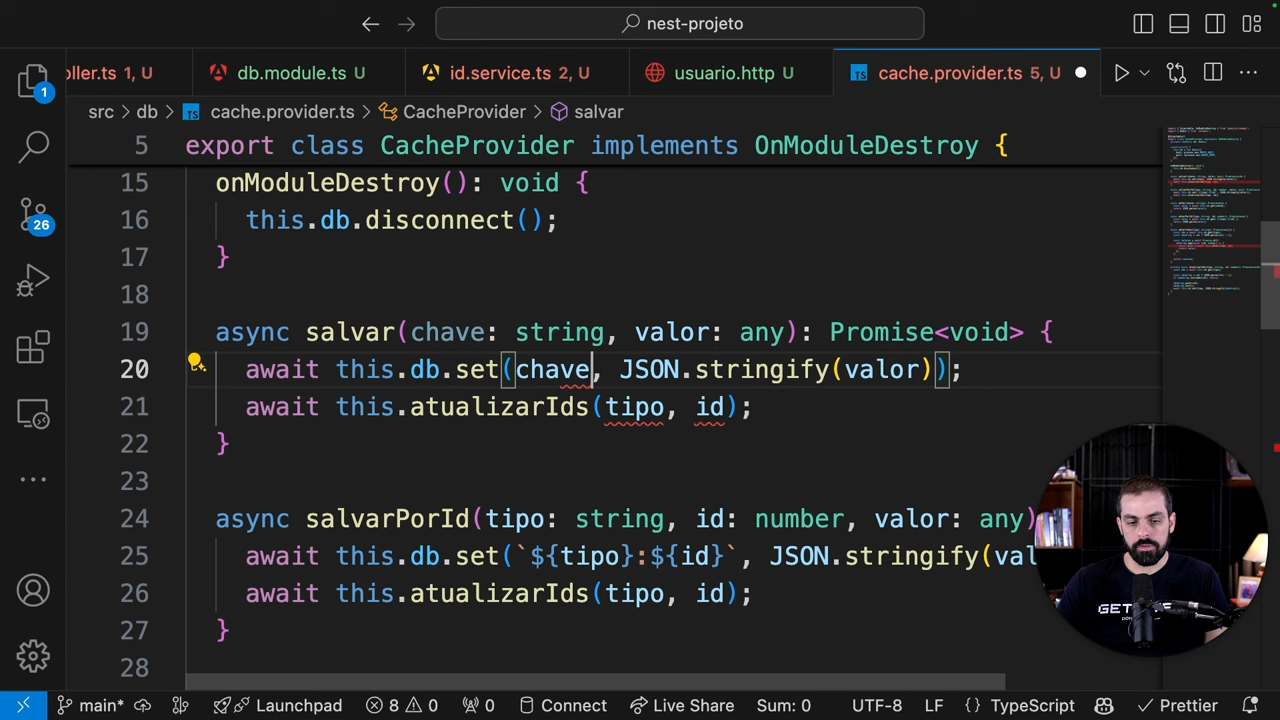 nest-projeto
oller.ts 1, U
db.module.ts U
id.service.ts 2, U
usuario.http U
TS cache.provider.ts 5, U
1
src > db > TS cache.provider.ts > CacheProvider > salvar
5 export class CacheProvider implements OnModuleDestroy {
15 onModuleDestroy(): void {
16 this.db.disconnect();
17 }
18
19 async salvar(chave: string, valor: any): Promise<void> {
20 await this.db.set(chave, JSON.stringify(valor));
21 await this.atualizarIds(tipo, id);
22 }
23
24 async salvarPorId(tipo: string, id: number, valor: any)
25 await this.db.set(`${tipo}:${id}`, JSON.stringify(val
26 await this.atualizarIds(tipo, id);
27 }
28
26
main* Launchpad 8 0 0 Connect Live Share Sum: 0 UTF-8 LF {} TypeScript Prettier